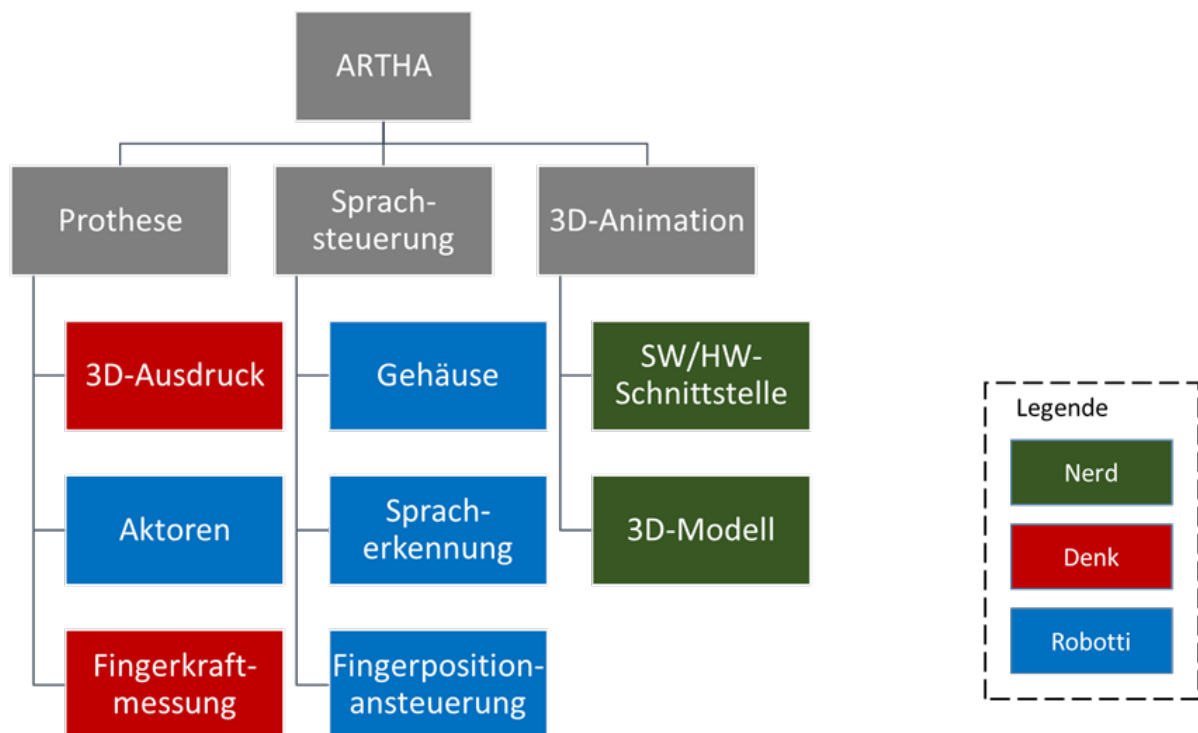 ARTHA
Prothese
Sprach-
steuerung
3D-Animation
3D-Ausdruck
Gehäuse
SW/HW-
Schnittstelle
Aktoren
Sprach-
erkennung
3D-Modell
Fingerkraft-
messung
Fingerposition-
ansteuerung
Legende
Nerd
Denk
Robotti